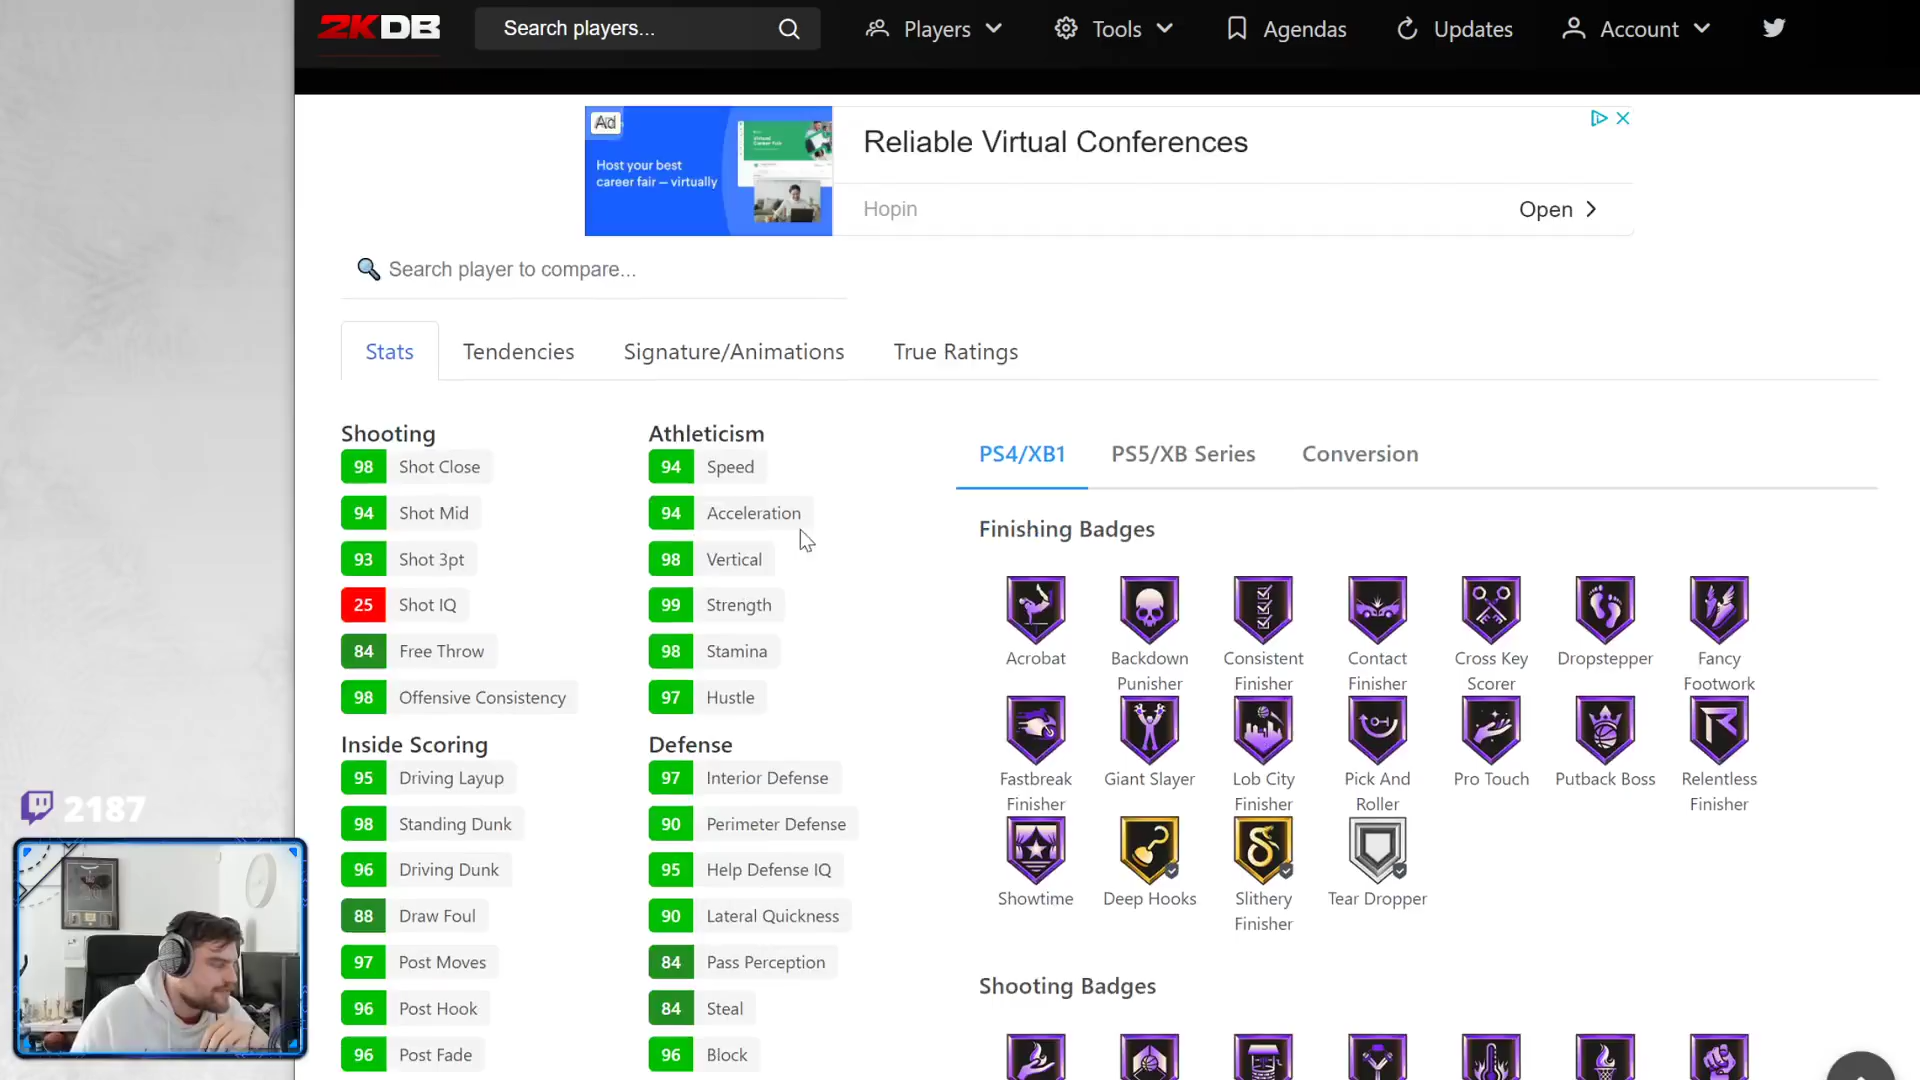 2KDB
Search players...
Players
Tools
Agendas
Updates
Account
Ad
Host your best
career fair – virtually
Reliable Virtual Conferences
Hopin
Open
Search player to compare...
Stats
Tendencies
Signature/Animations
True Ratings
Shooting
98 Shot Close
94 Shot Mid
93 Shot 3pt
25 Shot IQ
84 Free Throw
98 Offensive Consistency
Inside Scoring
95 Driving Layup
98 Standing Dunk
96 Driving Dunk
88 Draw Foul
97 Post Moves
96 Post Hook
96 Post Fade
Athleticism
94 Speed
94 Acceleration
98 Vertical
99 Strength
98 Stamina
97 Hustle
Defense
97 Interior Defense
90 Perimeter Defense
95 Help Defense IQ
90 Lateral Quickness
84 Pass Perception
84 Steal
96 Block
PS4/XB1
PS5/XB Series
Conversion
Finishing Badges
Acrobat
Backdown
Punisher
Consistent
Finisher
Contact
Finisher
Cross Key
Scorer
Dropstepper
Fancy
Footwork
Fastbreak
Finisher
Giant Slayer
Lob City
Finisher
Pick And
Roller
Pro Touch
Putback Boss
Relentless
Finisher
Showtime
Deep Hooks
Slithery
Finisher
Tear Dropper
Shooting Badges
2187